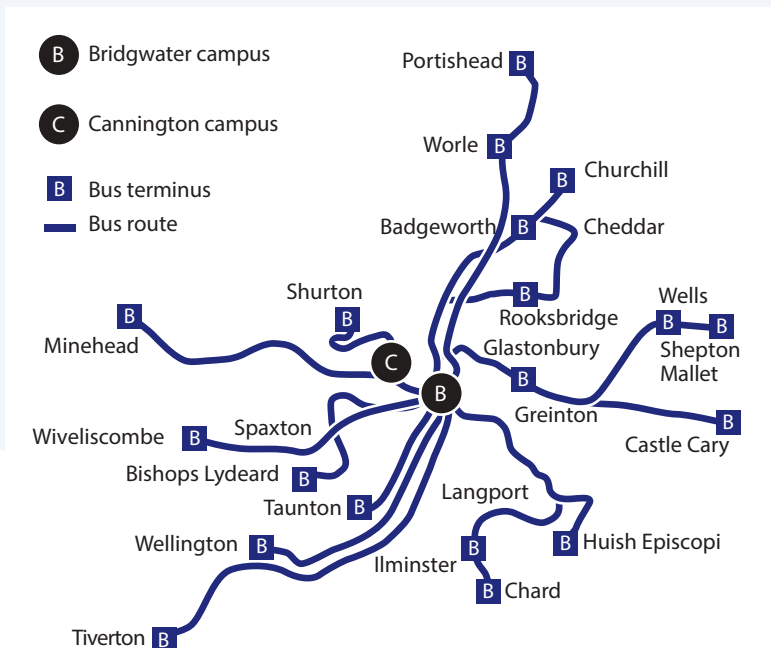 B Bridgwater campus
C Cannington campus
B Bus terminus
Bus route
Portishead B
Worle B
B Churchill
Badgeworth B Cheddar
Shurton
B
B
Minehead
B
Rooksbridge
Wells
B B
Shepton
Mallet
Glastonbury
B
Greinton
C
B
B
Castle Cary
Wiveliscombe B
Spaxton
Bishops Lydeard B
Taunton B
Langport
Wellington B
Ilminster B
B Huish Episcopi
B Chard
Tiverton B